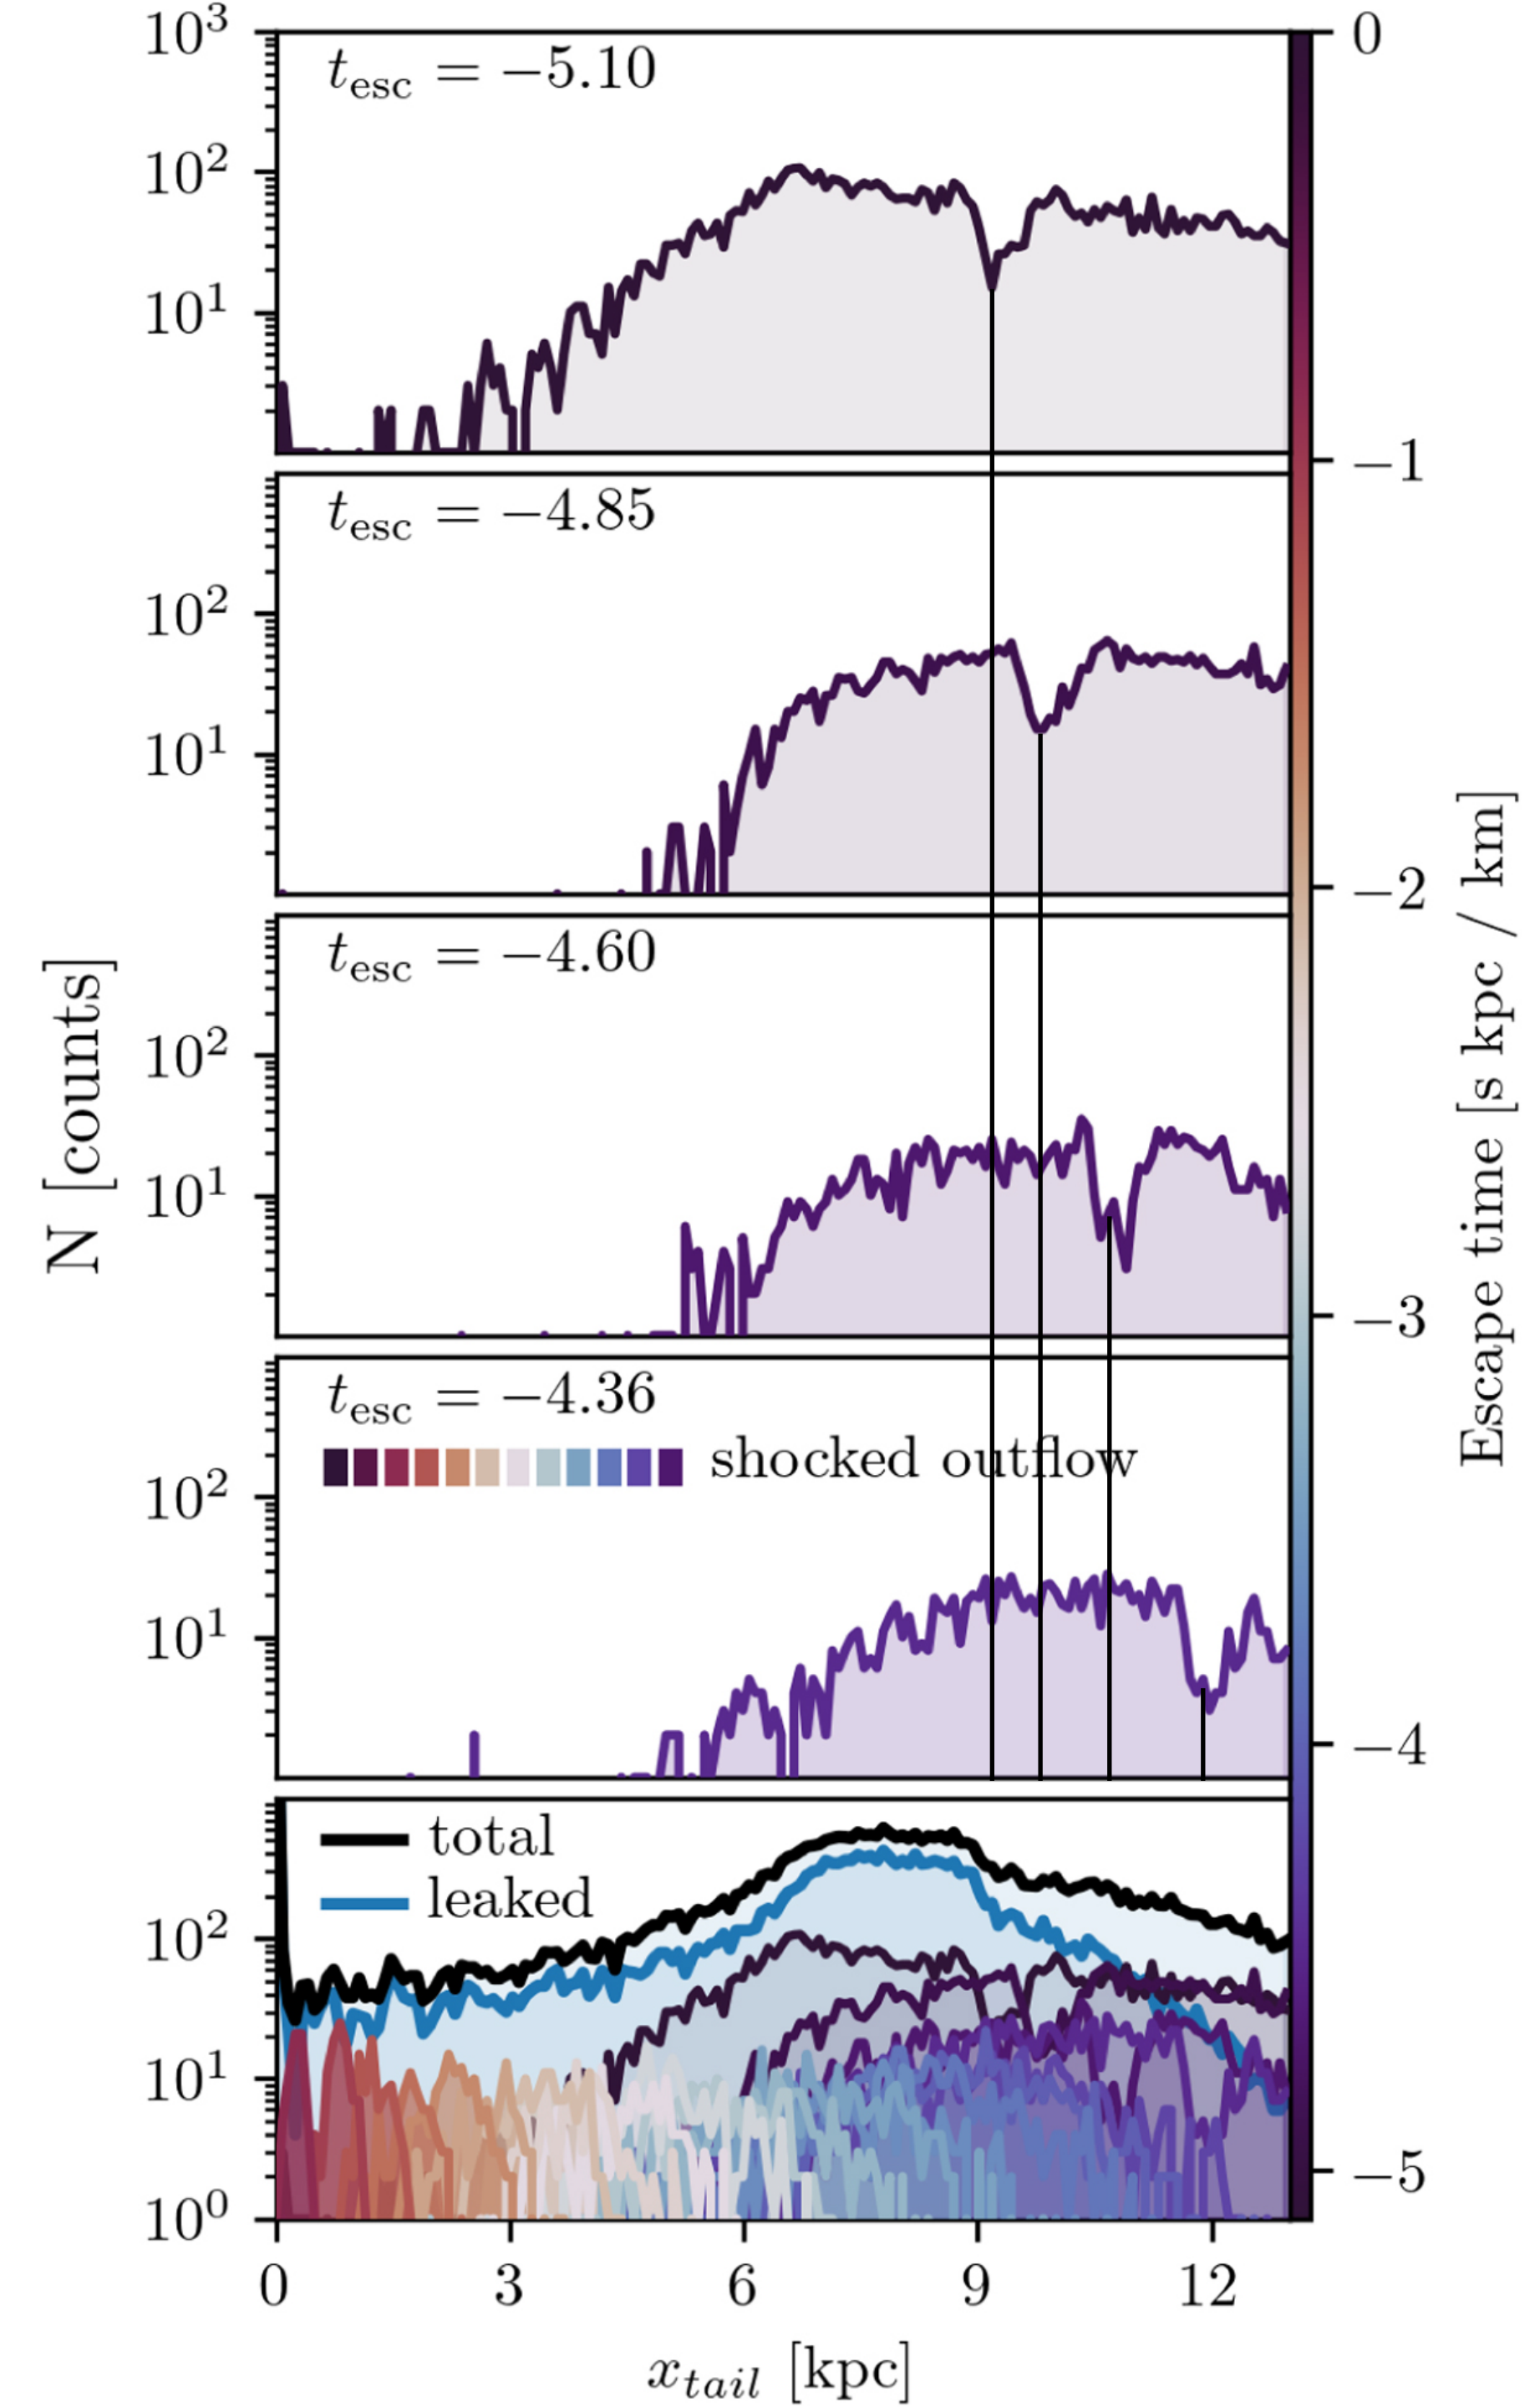 10³
t_esc = −5.10
10²
10¹
t_esc = −4.85
10²
10¹
t_esc = −4.60
10²
10¹
t_esc = −4.36
shocked outflow
10²
10¹
total
leaked
10²
10¹
10⁰
0 3 6 9 12
x_tail [kpc]
N [counts]
0
−1
−2
−3
−4
−5
Escape time [s kpc / km]